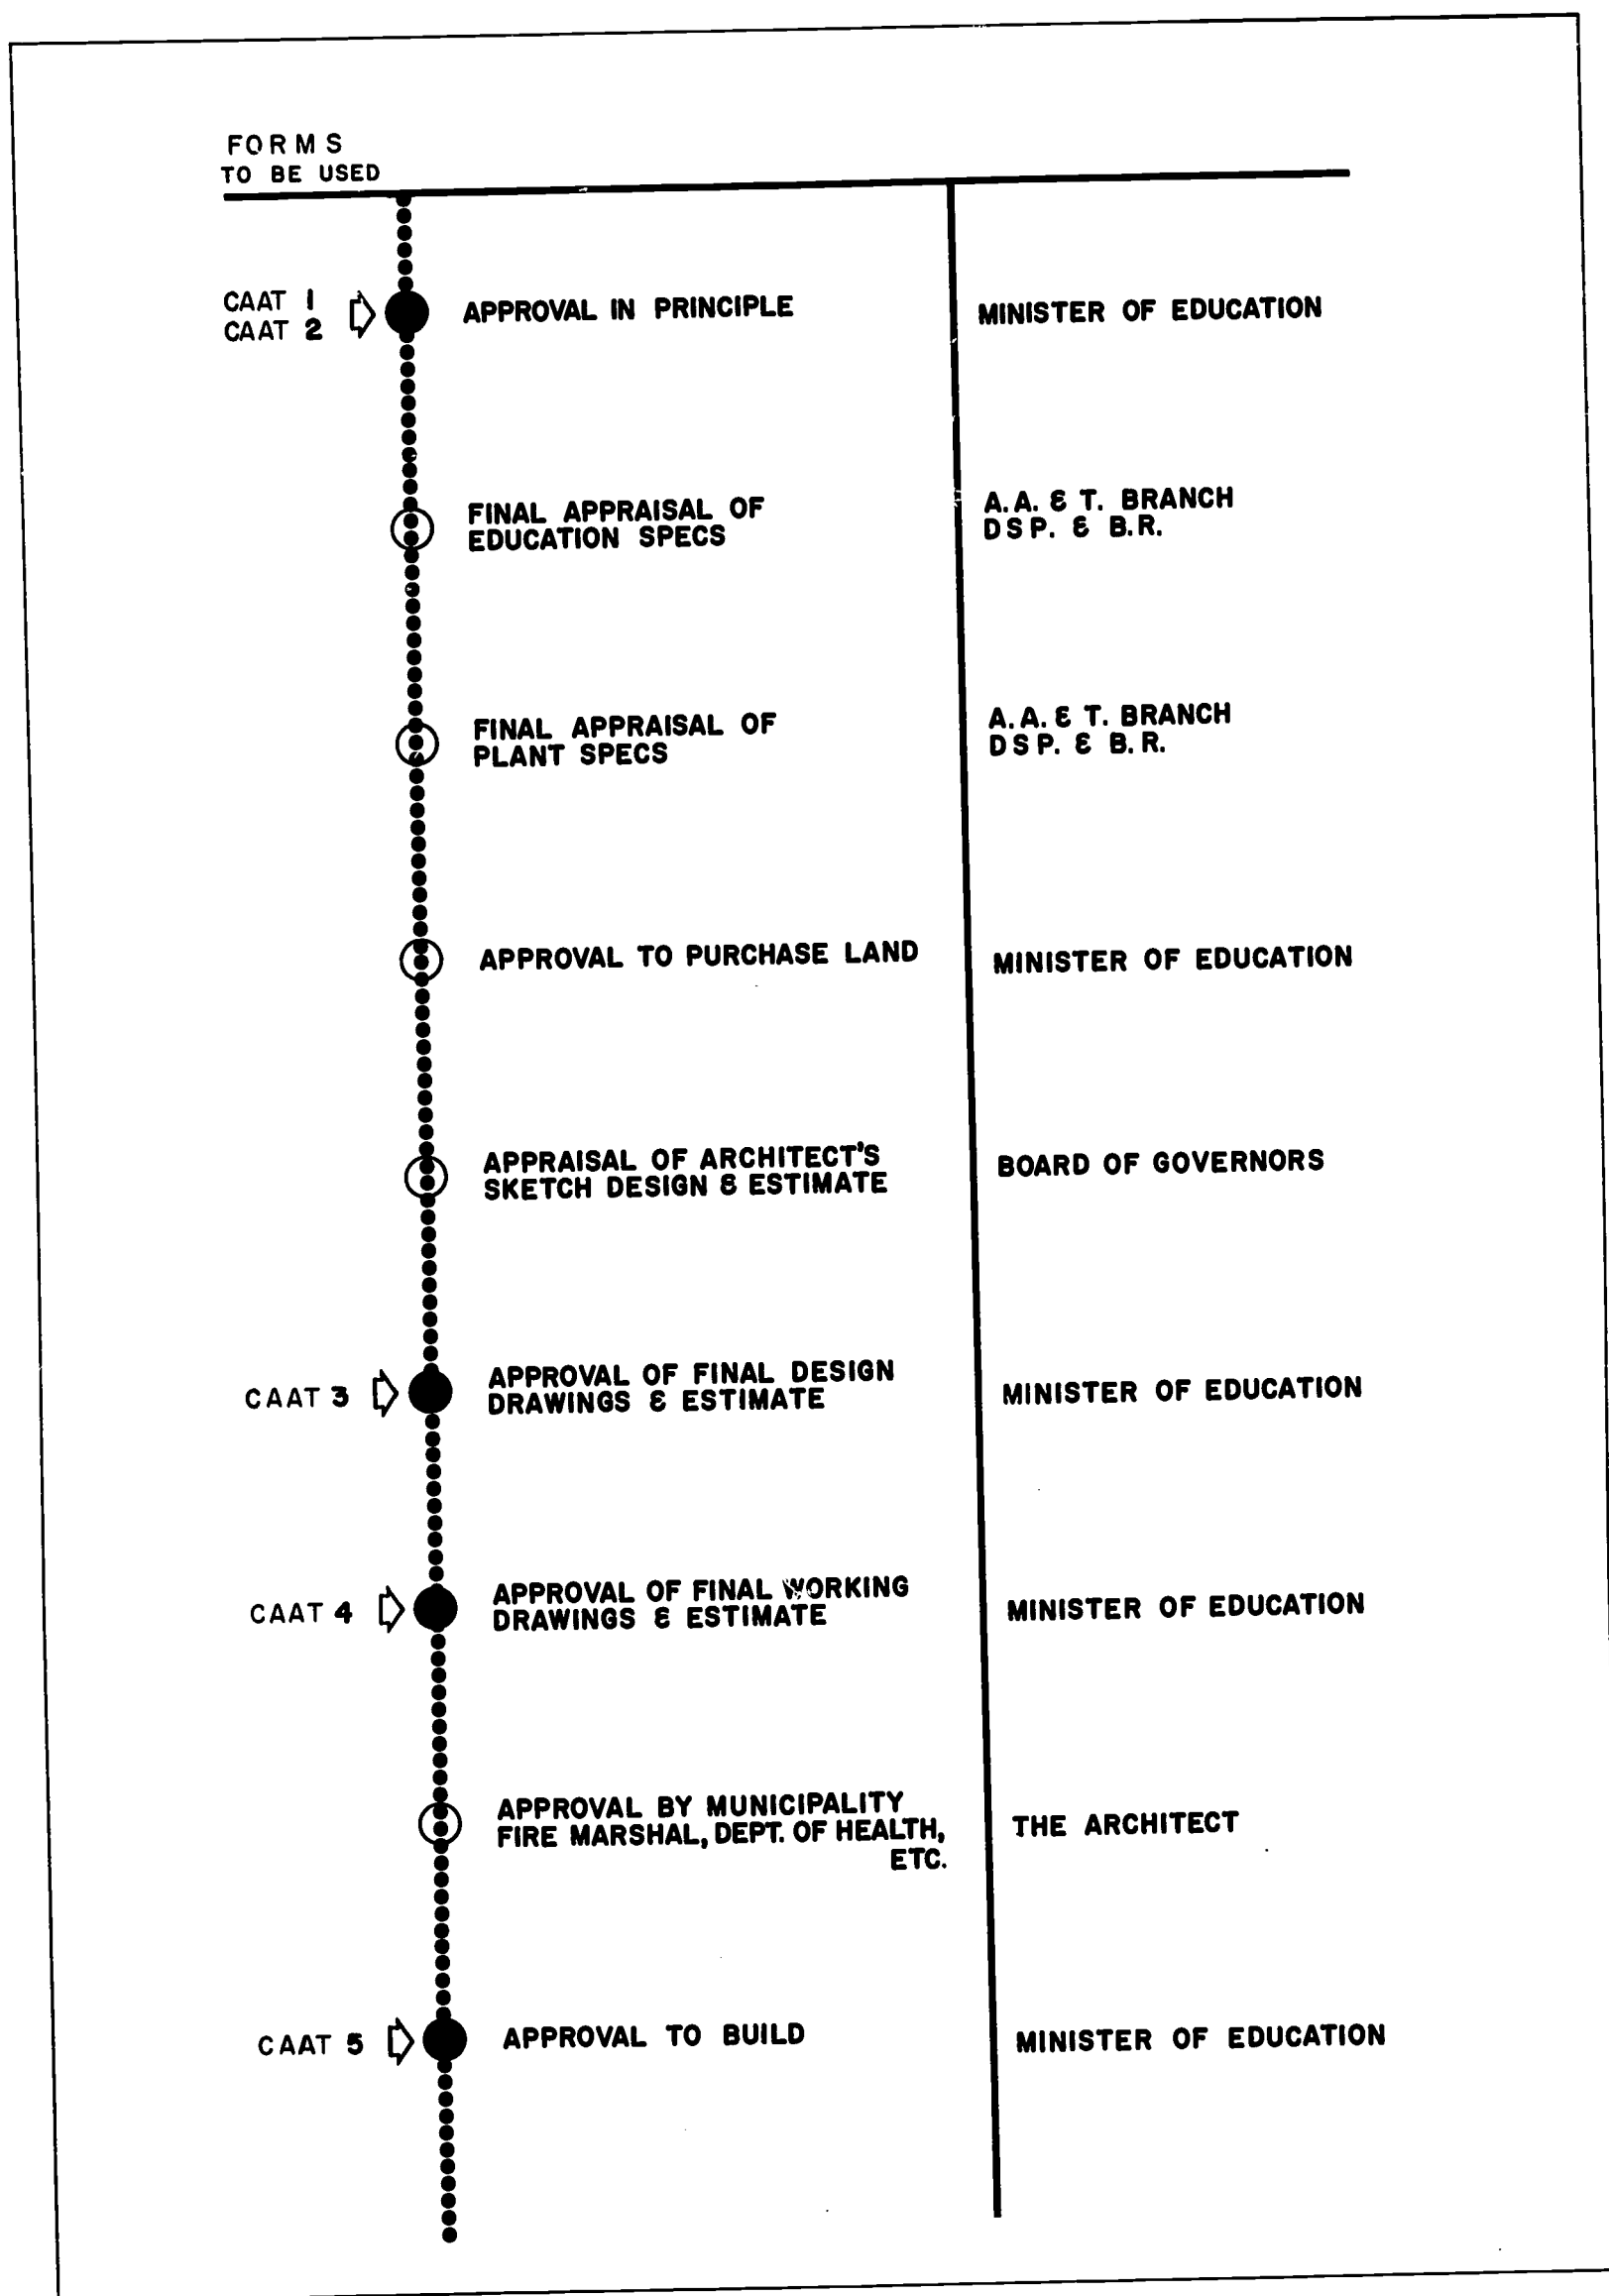 FORMS
TO BE USED
CAAT 1
CAAT 2
APPROVAL IN PRINCIPLE
MINISTER OF EDUCATION
FINAL APPRAISAL OF
EDUCATION SPECS
A.A. & T. BRANCH
DSP. & B.R.
FINAL APPRAISAL OF
PLANT SPECS
A.A. & T. BRANCH
DSP. & B.R.
APPROVAL TO PURCHASE LAND
MINISTER OF EDUCATION
APPRAISAL OF ARCHITECT'S
SKETCH DESIGN & ESTIMATE
BOARD OF GOVERNORS
CAAT 3
APPROVAL OF FINAL DESIGN
DRAWINGS & ESTIMATE
MINISTER OF EDUCATION
CAAT 4
APPROVAL OF FINAL WORKING
DRAWINGS & ESTIMATE
MINISTER OF EDUCATION
APPROVAL BY MUNICIPALITY
FIRE MARSHAL, DEPT. OF HEALTH,
ETC.
THE ARCHITECT
CAAT 5
APPROVAL TO BUILD
MINISTER OF EDUCATION